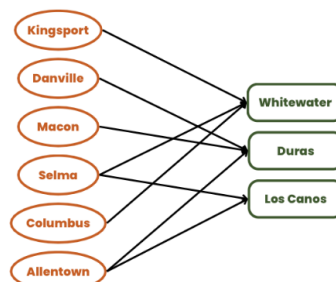 Kingsport
Danville
Macon
Selma
Columbus
Allentown
Whitewater
Duras
Los Canos